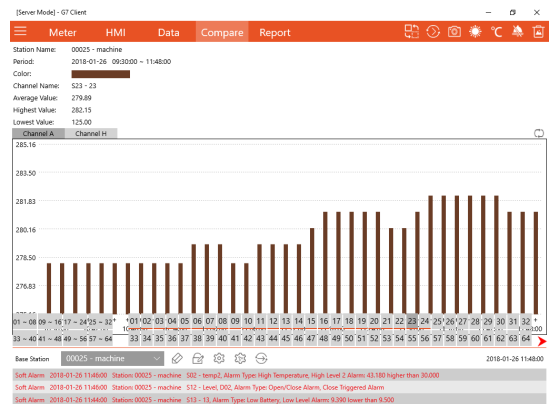 [Server Mode] - G7 Client
Meter HMI Data Compare Report °C
Station Name: 00025 - machine
Period: 2018-01-26 09:30:00 ~ 11:48:00
Color:
Channel Name: S23 - 23
Average Value: 279.89
Highest Value: 282.15
Lowest Value: 125.00
Channel A Channel H
285.16
283.50
281.83
280.16
278.50
276.83
01 ~ 08 09 ~ 16 17 ~ 24 25 ~ 32 01 02 03 04 05 06 07 08 09 10 11 12 13 14 15 16 17 18 19 20 21 22 23 24 25 26 27 28 29 30 31 32
33 ~ 40 41 ~ 48 49 ~ 56 57 ~ 64 33 34 35 36 37 38 39 40 41 42 43 44 45 46 47 48 49 50 51 52 53 54 55 56 57 58 59 60 61 62 63 64
Base Station 00025 - machine 2018-01-26 11:48:00
Soft Alarm 2018-01-26 11:46:00 Station: 00025 - machine S02 - temp2, Alarm Type: High Temperature, High Level 2 Alarm: 43.180 higher than 30.000
Soft Alarm 2018-01-26 11:46:00 Station: 00025 - machine S12 - Level, D02, Alarm Type: Open/Close Alarm, Close Triggered Alarm
Soft Alarm 2018-01-26 11:44:00 Station: 00025 - machine S13 - 13, Alarm Type: Low Battery, Low Level Alarm: 9.390 lower than 9.500